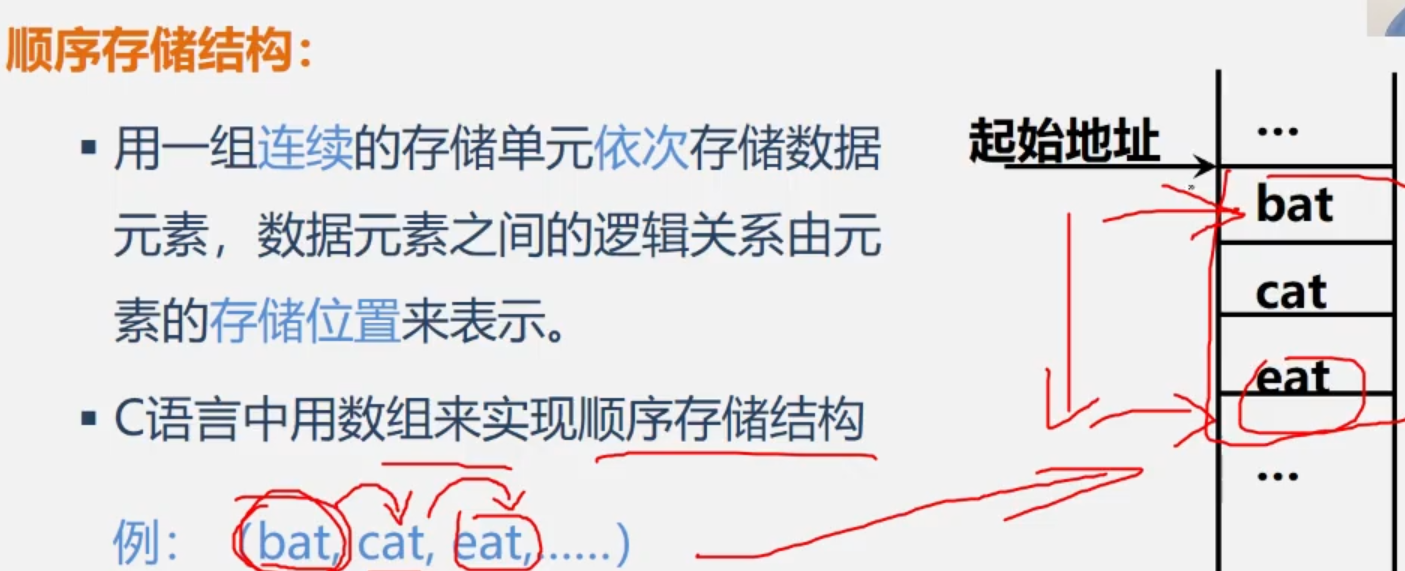 顺序存储结构：
▪ 用一组连续的存储单元依次存储数据
元素，数据元素之间的逻辑关系由元
素的存储位置来表示。
▪ C语言中用数组来实现顺序存储结构
例： (bat, cat, eat,……)
起始地址
…
bat
cat
eat
…